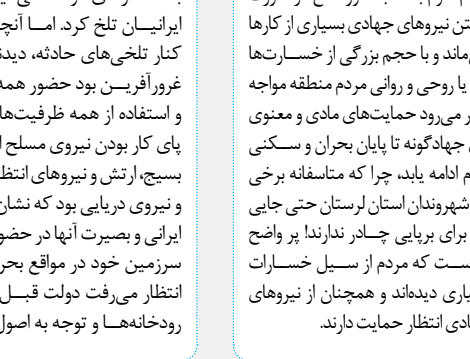 تن نیروهای جهادی بسیاری از کارها
ماند و با حجم بزرگی از خسارت‌ها
یا روحی و روانی مردم منطقه مواجه
ر می‌رود حمایت‌های مادی و معنوی
جهادگونه تا پایان بحران و سکنی
م ادامه یابد، چرا که متاسفانه برخی
شهروندان استان لرستان حتی جایی
برای برپایی چادر ندارند! پر واضح
ست که مردم از سیل خسارات
یاری دیده‌اند و همچنان از نیروهای
ادی انتظار حمایت دارند.
ایرانیان تلخ کرد. اما آنچه
کنار تلخی‌های حادثه، دیدن
غرورآفرین بود حضور همه
و استفاده از همه ظرفیت‌ها
پای کار بودن نیروی مسلح
بسیج، ارتش و نیروهای انتظا
و نیروی دریایی بود که نشان
ایرانی و بصیرت آنها در حضو
سرزمین خود در مواقع بحر
انتظار می‌رفت دولت قبل
رودخانه‌ها و توجه به اصول